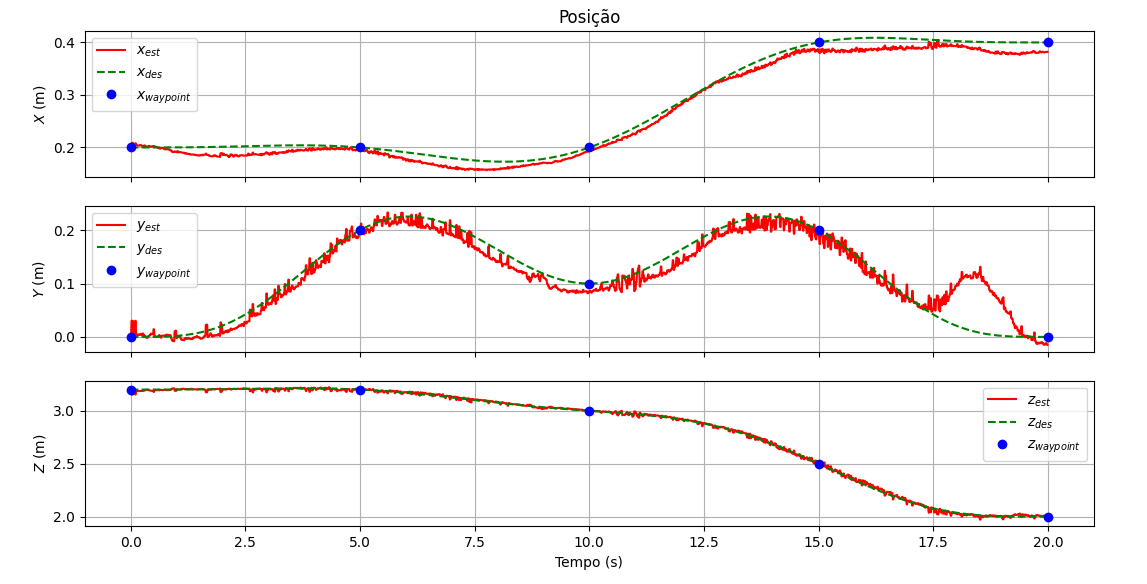 Posição
X (m)
0.4
0.3
0.2
x_est
x_des
x_waypoint
Y (m)
0.2
0.1
0.0
y_est
y_des
y_waypoint
Z (m)
3.0
2.5
2.0
z_est
z_des
z_waypoint
0.0 2.5 5.0 7.5 10.0 12.5 15.0 17.5 20.0
Tempo (s)